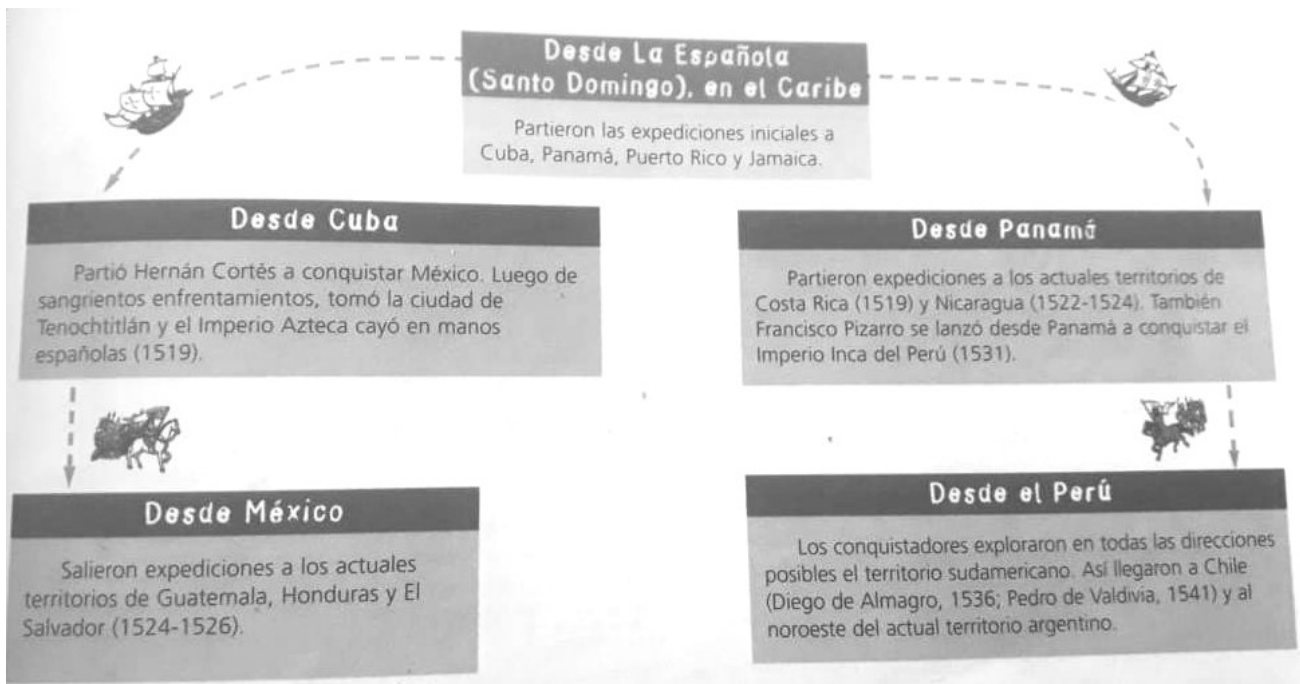 Desde La Española
(Santo Domingo), en el Caribe
Partieron las expediciones iniciales a
Cuba, Panamá, Puerto Rico y Jamaica.
Desde Cuba
Partió Hernán Cortés a conquistar México. Luego de
sangrientos enfrentamientos, tomó la ciudad de
Tenochtitlán y el Imperio Azteca cayó en manos
españolas (1519).
Desde Panamá
Partieron expediciones a los actuales territorios de
Costa Rica (1519) y Nicaragua (1522-1524). También
Francisco Pizarro se lanzó desde Panamá a conquistar el
Imperio Inca del Perú (1531).
Desde México
Salieron expediciones a los actuales
territorios de Guatemala, Honduras y El
Salvador (1524-1526).
Desde el Perú
Los conquistadores exploraron en todas las direcciones
posibles el territorio sudamericano. Así llegaron a Chile
(Diego de Almagro, 1536; Pedro de Valdivia, 1541) y al
noroeste del actual territorio argentino.